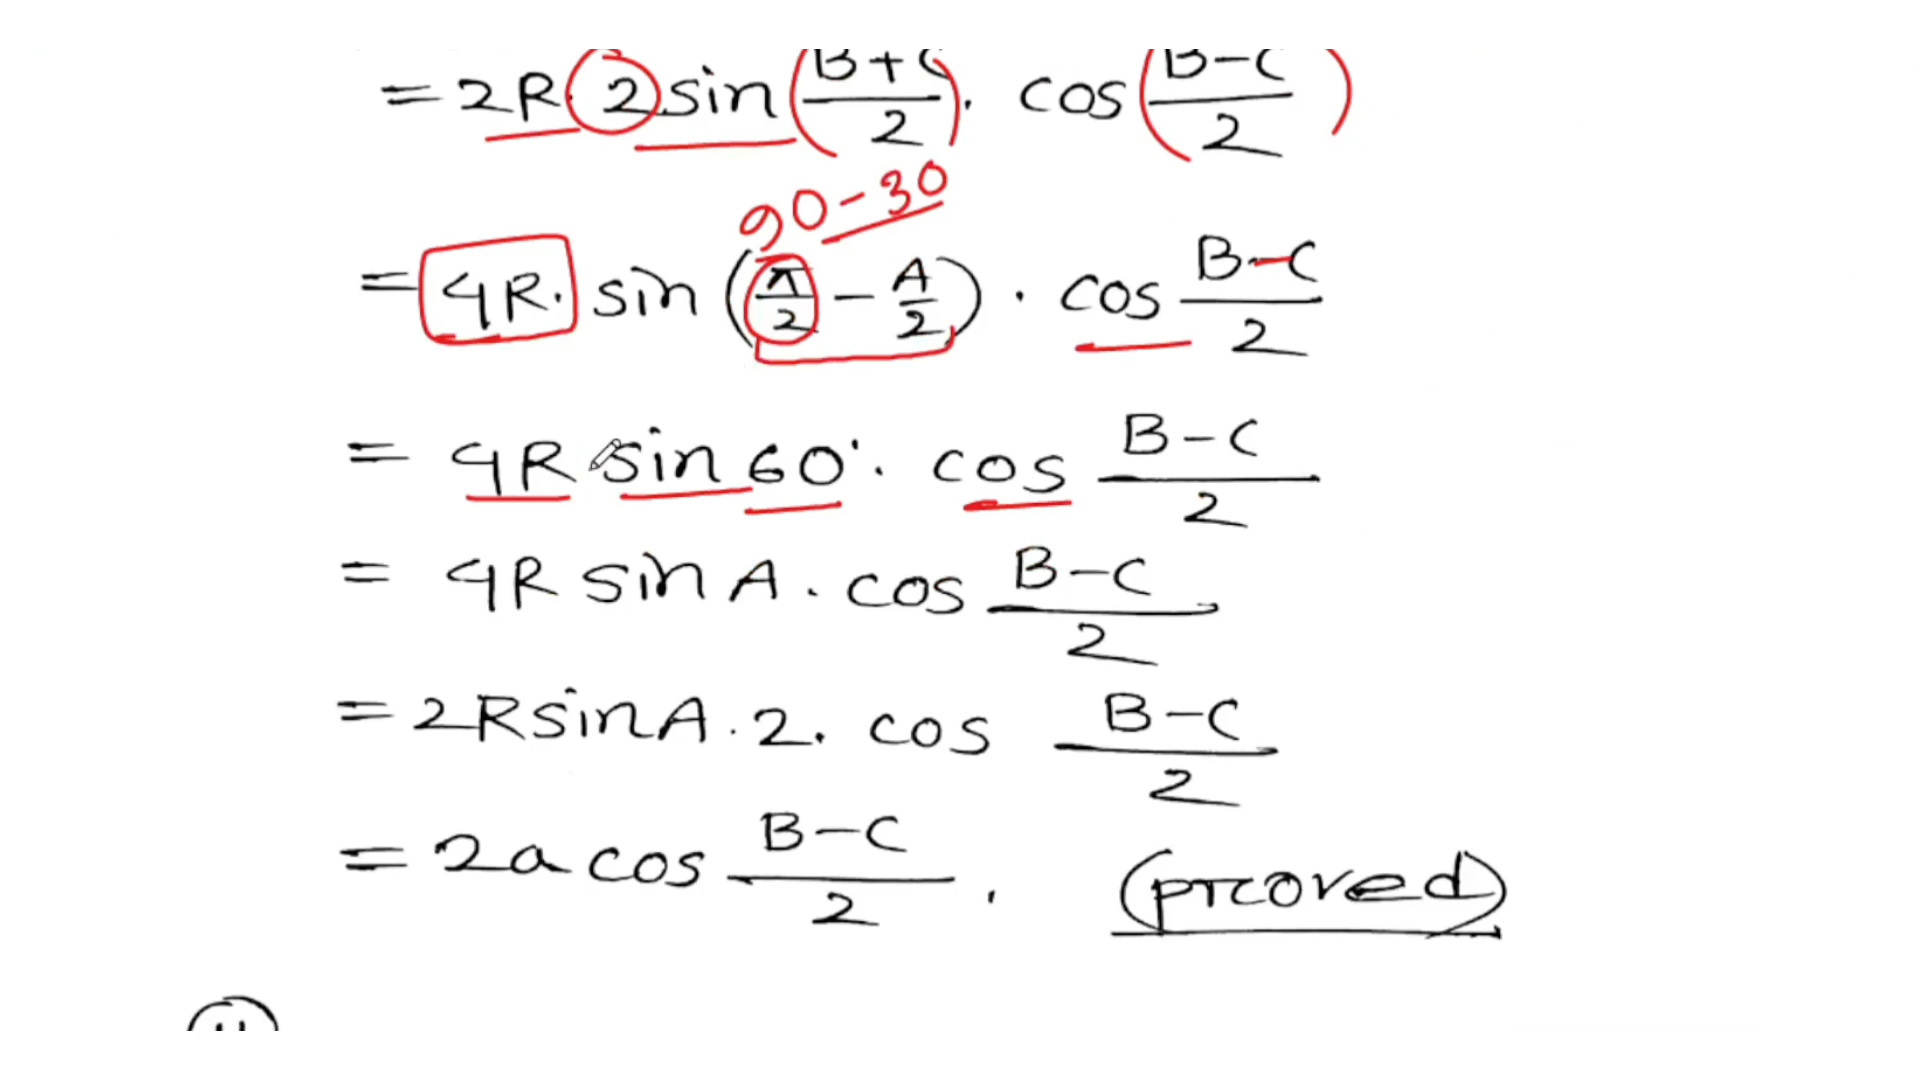 = 2R. 2 sin (B+C/2). cos (B-C/2)
90-30
= 4R. sin (π/2 - A/2) . cos B-C/2
= 4R sin 60°. cos B-C/2
= 4R sin A . cos B-C/2
= 2R sin A . 2. cos B-C/2
= 2a cos B-C/2 . (proved)